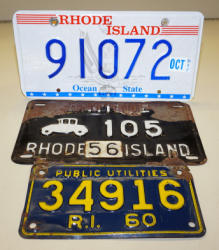 RHODE
ISLAND
91072
OCT
Ocean State
105
RHODE 56 ISLAND
PUBLIC UTILITIES
34916
R.I. 60